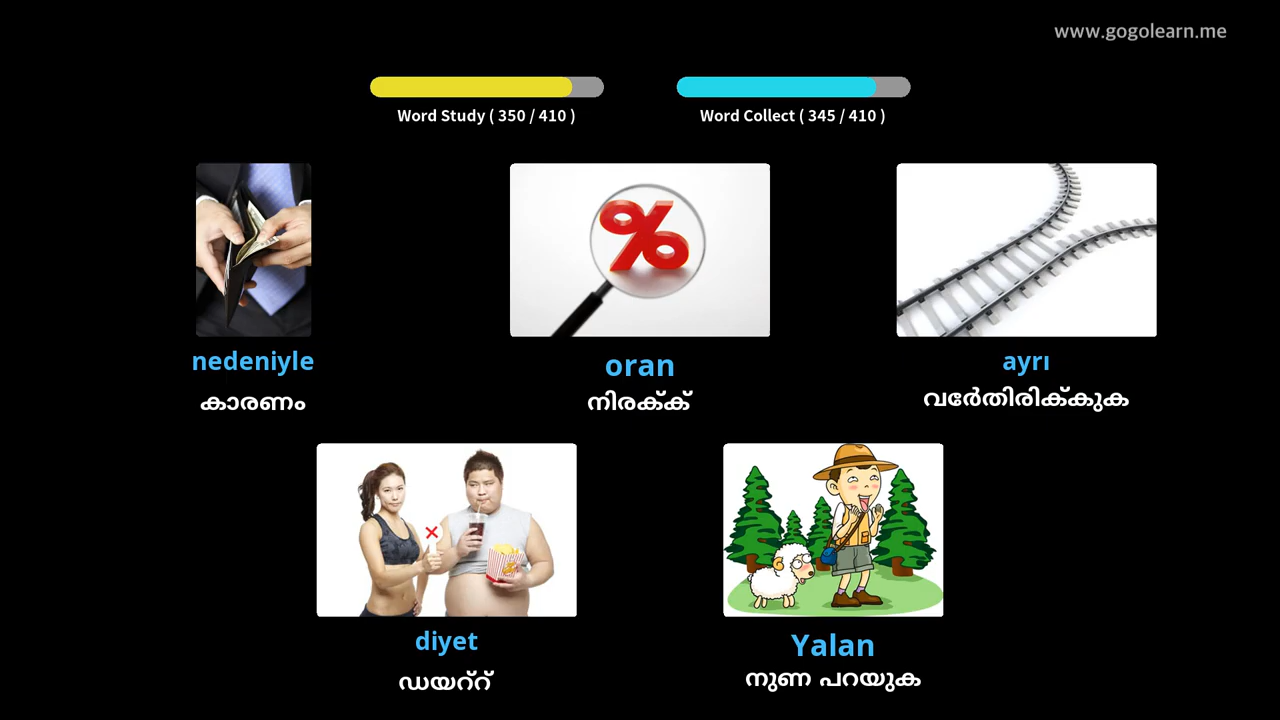 www.gogolearn.me
Word Study ( 350 / 410 )
Word Collect ( 345 / 410 )
%
nedeniyle
കാരണം
oran
നിരക്ക്
ayrı
വേർതിരിക്കുക
diyet
ഡയറ്റ്
Yalan
നുണ പറയുക